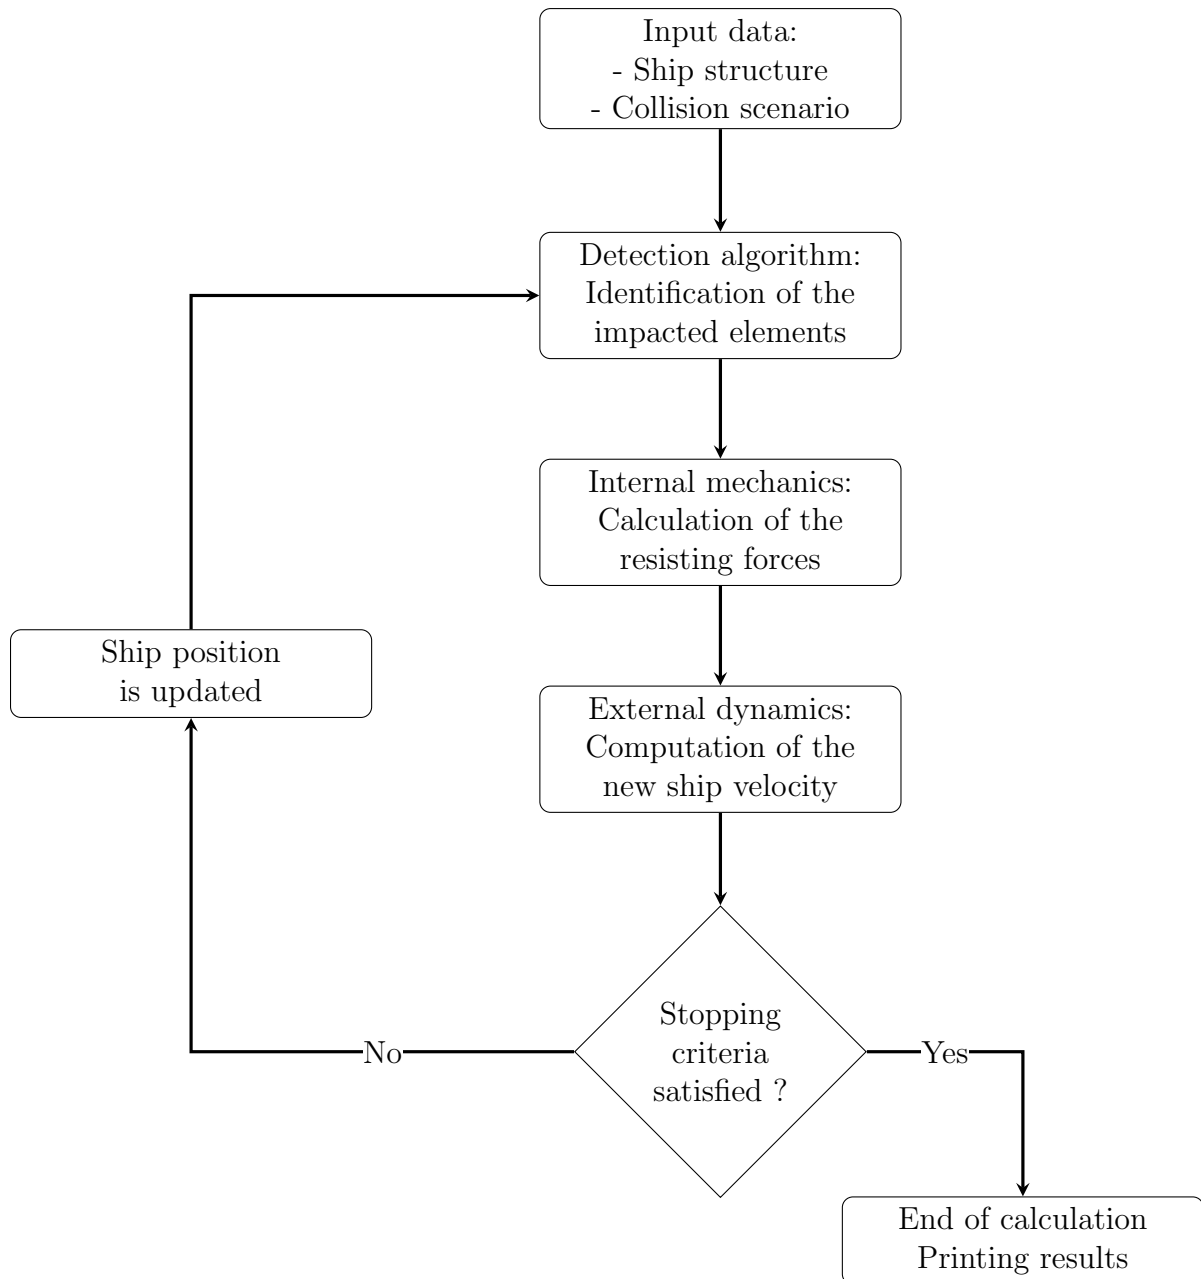 Input data:
- Ship structure
- Collision scenario
Detection algorithm:
Identification of the
impacted elements
Internal mechanics:
Calculation of the
resisting forces
Ship position
is updated
External dynamics:
Computation of the
new ship velocity
Stopping
criteria
satisfied ?
No
Yes
End of calculation
Printing results